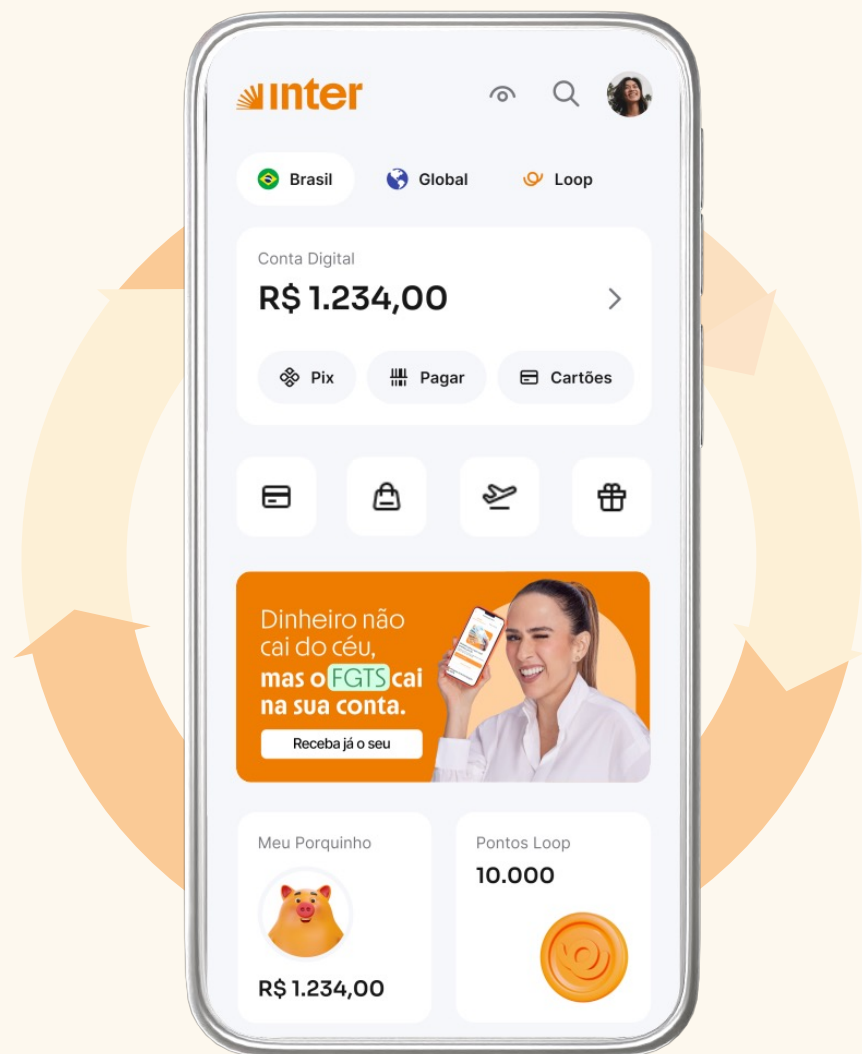 inter
Brasil Global Loop
Conta Digital
R$ 1.234,00
Pix Pagar Cartões
Dinheiro não
cai do céu,
mas o FGTS cai
na sua conta.
Receba já o seu
Meu Porquinho
R$ 1.234,00
Pontos Loop
10.000